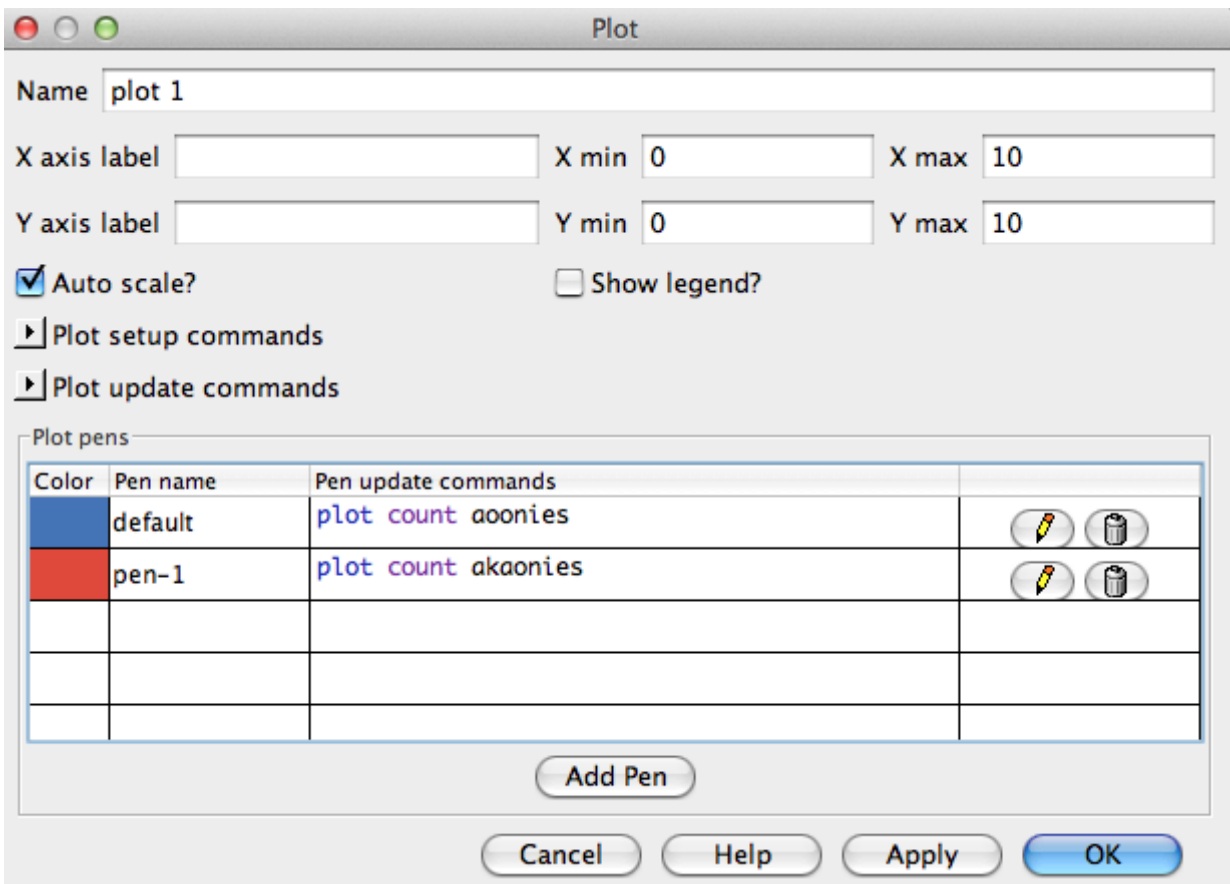 Plot
Name plot 1
X axis label X min 0 X max 10
Y axis label Y min 0 Y max 10
Auto scale? Show legend?
Plot setup commands
Plot update commands
Plot pens
Color Pen name Pen update commands
default plot count aoonies
pen-1 plot count akaonies
Add Pen
Cancel Help Apply OK